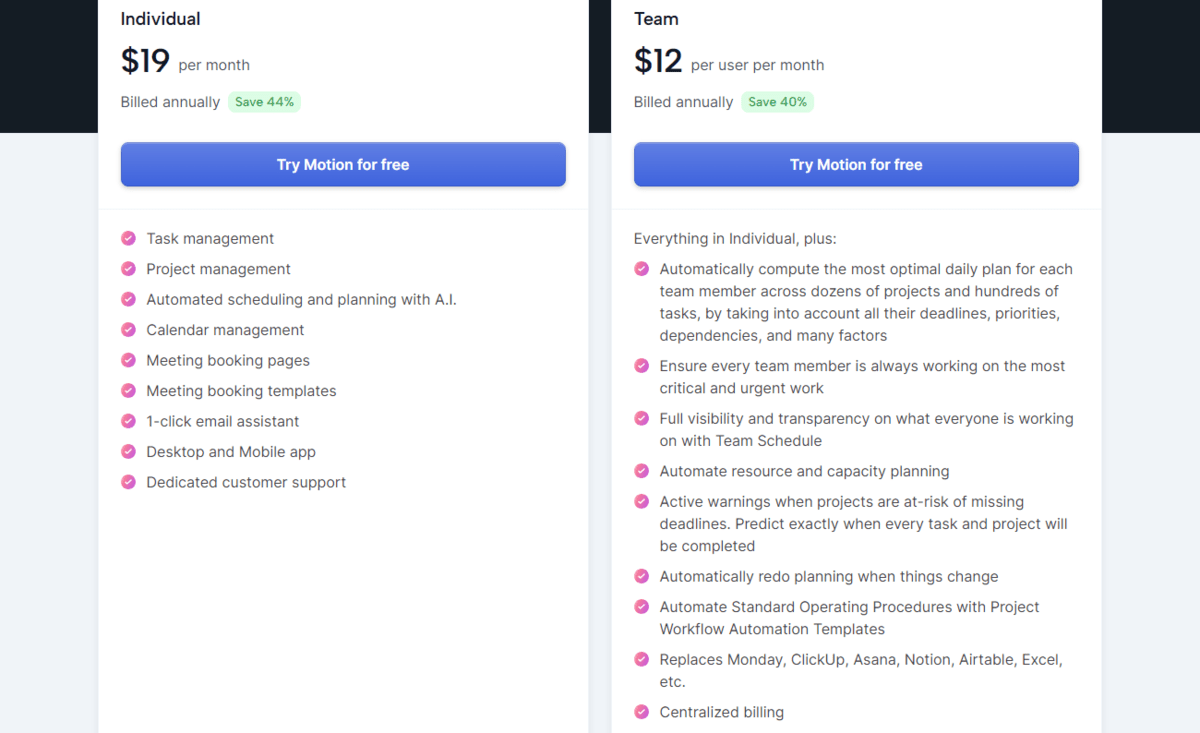 Individual
$19 per month
Billed annually Save 44%
Try Motion for free
Task management
Project management
Automated scheduling and planning with A.I.
Calendar management
Meeting booking pages
Meeting booking templates
1-click email assistant
Desktop and Mobile app
Dedicated customer support
Team
$12 per user per month
Billed annually Save 40%
Try Motion for free
Everything in Individual, plus:
Automatically compute the most optimal daily plan for each
team member across dozens of projects and hundreds of
tasks, by taking into account all their deadlines, priorities,
dependencies, and many factors
Ensure every team member is always working on the most
critical and urgent work
Full visibility and transparency on what everyone is working
on with Team Schedule
Automate resource and capacity planning
Active warnings when projects are at-risk of missing
deadlines. Predict exactly when every task and project will
be completed
Automatically redo planning when things change
Automate Standard Operating Procedures with Project
Workflow Automation Templates
Replaces Monday, ClickUp, Asana, Notion, Airtable, Excel,
etc.
Centralized billing